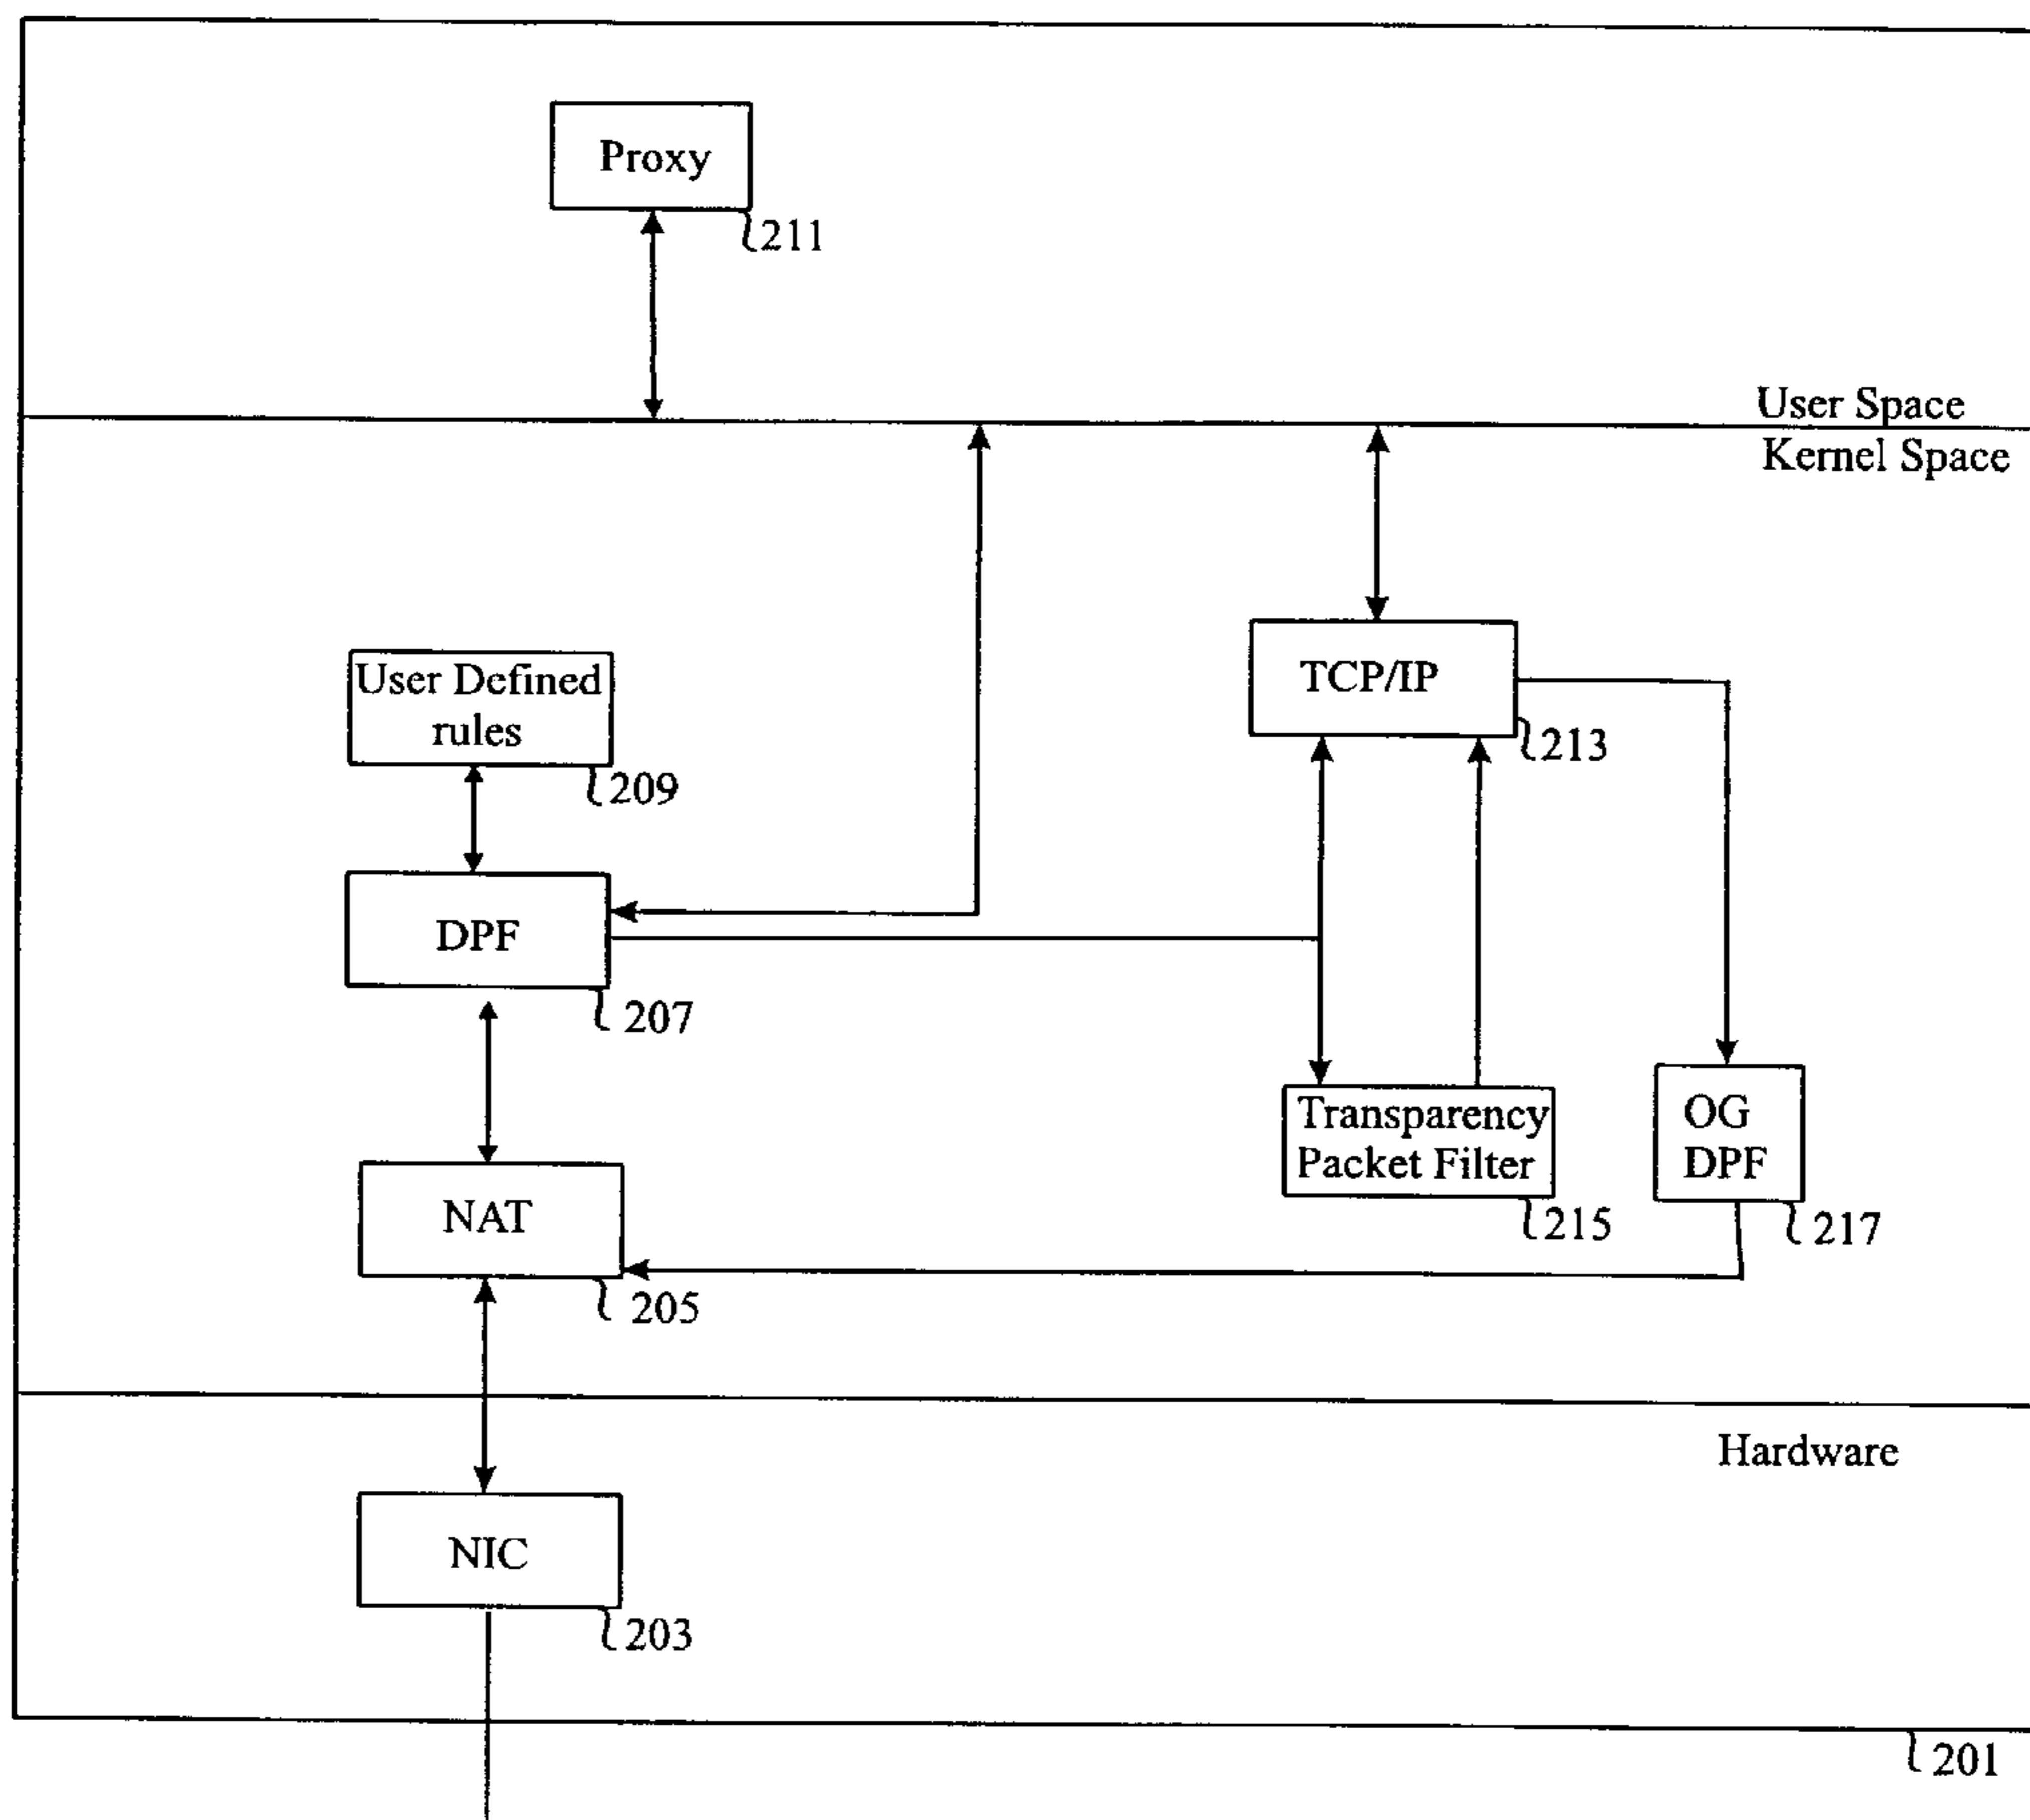 Proxy
211
User Space
Kernel Space
User Defined
rules
209
TCP/IP
213
DPF
207
Transparency
Packet Filter
215
OG
DPF
217
NAT
205
Hardware
NIC
203
201